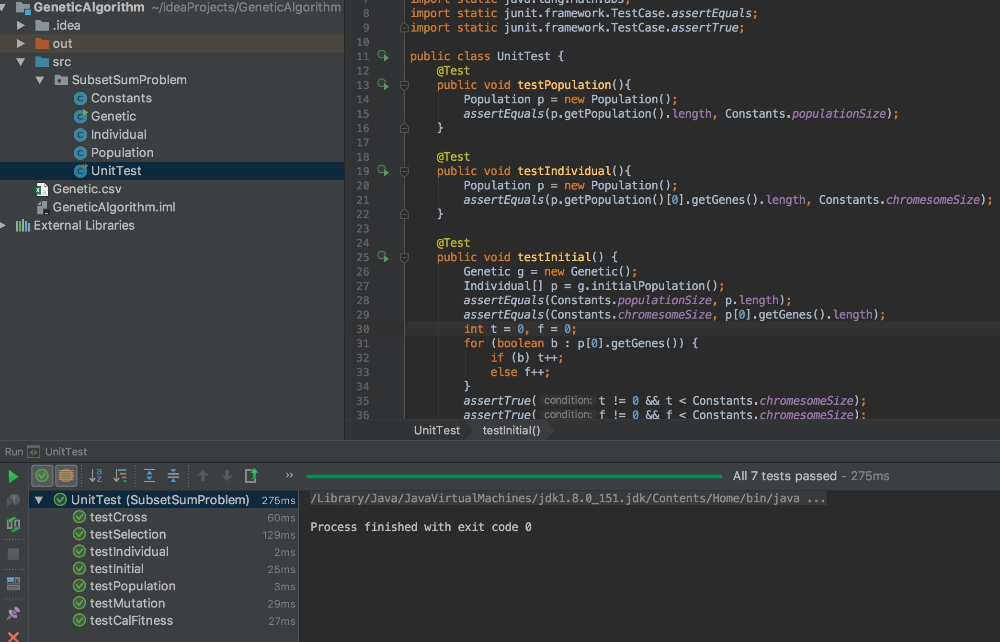 GeneticAlgorithm ~/IdeaProjects/GeneticAlgorithm
.idea
out
src
SubsetSumProblem
Constants
Genetic
Individual
Population
UnitTest
Genetic.csv
GeneticAlgorithm.iml
External Libraries
7 import static java.lang.Math.abs;
8 import static junit.framework.TestCase.assertEquals;
9 import static junit.framework.TestCase.assertTrue;
10
11 public class UnitTest {
12 @Test
13 public void testPopulation(){
14 Population p = new Population();
15 assertEquals(p.getPopulation().length, Constants.populationSize);
16 }
17
18 @Test
19 public void testIndividual(){
20 Population p = new Population();
21 assertEquals(p.getPopulation()[0].getGenes().length, Constants.chromesomeSize);
22 }
23
24 @Test
25 public void testInitial() {
26 Genetic g = new Genetic();
27 Individual[] p = g.initialPopulation();
28 assertEquals(Constants.populationSize, p.length);
29 assertEquals(Constants.chromesomeSize, p[0].getGenes().length);
30 int t = 0, f = 0;
31 for (boolean b : p[0].getGenes()) {
32 if (b) t++;
33 else f++;
34 }
35 assertTrue( condition: t != 0 && t < Constants.chromesomeSize);
36 assertTrue( condition: f != 0 && f < Constants.chromesomeSize);
UnitTest testInitial()
Run UnitTest
» All 7 tests passed – 275ms
UnitTest (SubsetSumProblem) 275ms
testCross 60ms
testSelection 129ms
testIndividual 2ms
testInitial 25ms
testPopulation 3ms
testMutation 29ms
testCalFitness 27ms
/Library/Java/JavaVirtualMachines/jdk1.8.0_151.jdk/Contents/Home/bin/java ...
Process finished with exit code 0